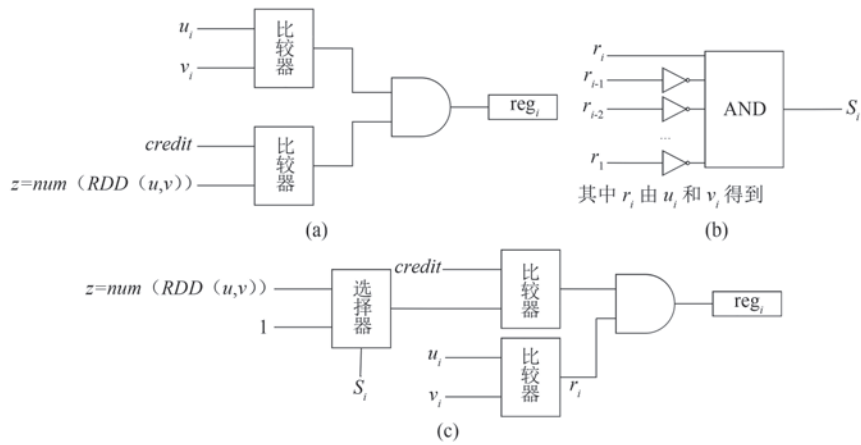 u_i
v_i
比较器
credit
z=num（RDD（u,v））
比较器
reg_i
(a)
r_i
r_{i-1}
r_{i-2}
...
r_1
AND
S_i
其中 r_i 由 u_i 和 v_i 得到
(b)
z=num（RDD（u,v））
1
选择器
S_i
credit
比较器
u_i
v_i
比较器
r_i
reg_i
(c)